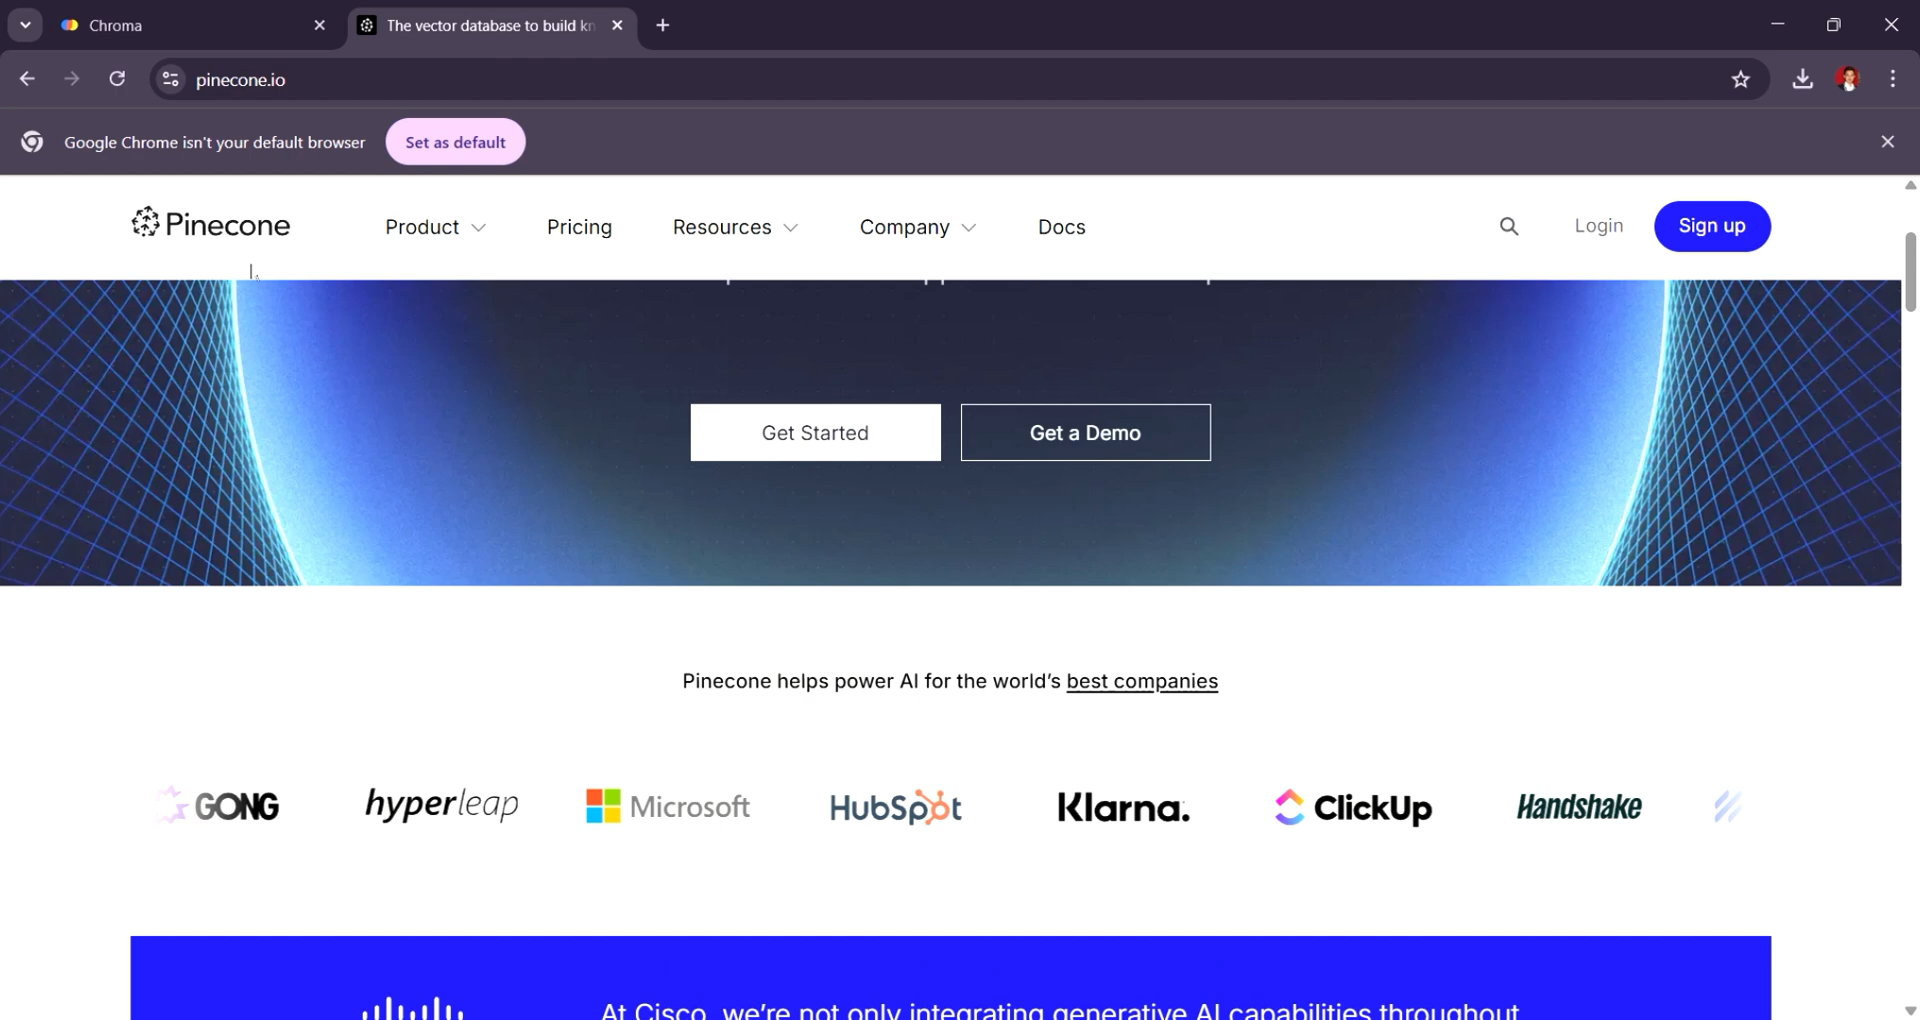 Chroma
The vector database to build kn
pinecone.io
Google Chrome isn't your default browser
Set as default
Pinecone
Product
Pricing
Resources
Company
Docs
Login
Sign up
Get Started
Get a Demo
Pinecone helps power AI for the world's best companies
GONG
hyperleap
Microsoft
HubSpot
Klarna.
ClickUp
Handshake
At Cisco, we're not only integrating generative AI capabilities throughout